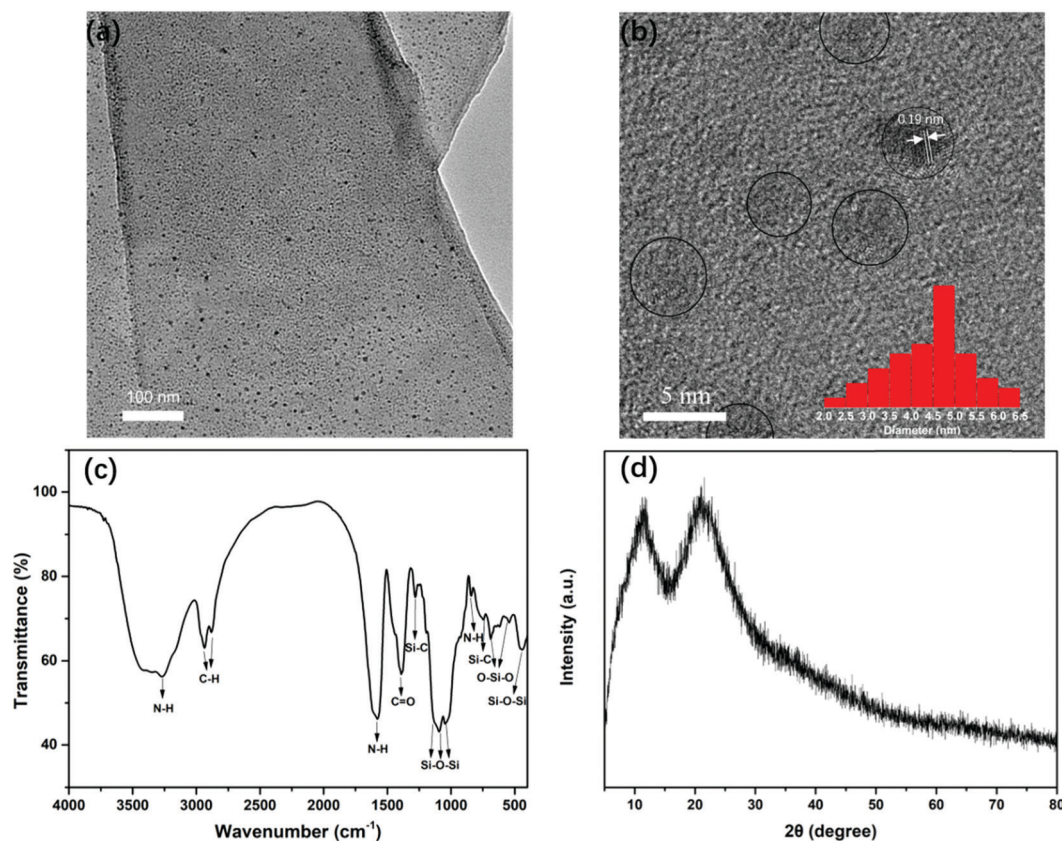 (a)
100 nm
(b)
0.19 nm
5 nm
2.0 2.5 3.0 3.5 4.0 4.5 5.0 5.5 6.0 6.5
Diameter (nm)
(c)
Transmittance (%)
100
80
60
40
N-H
C-H
N-H
C=O
Si-C
Si-O-Si
N-H
Si-C
O-Si-O
Si-O-Si
4000 3500 3000 2500 2000 1500 1000 500
Wavenumber (cm⁻¹)
(d)
Intensity (a.u.)
10 20 30 40 50 60 70 80
2θ (degree)